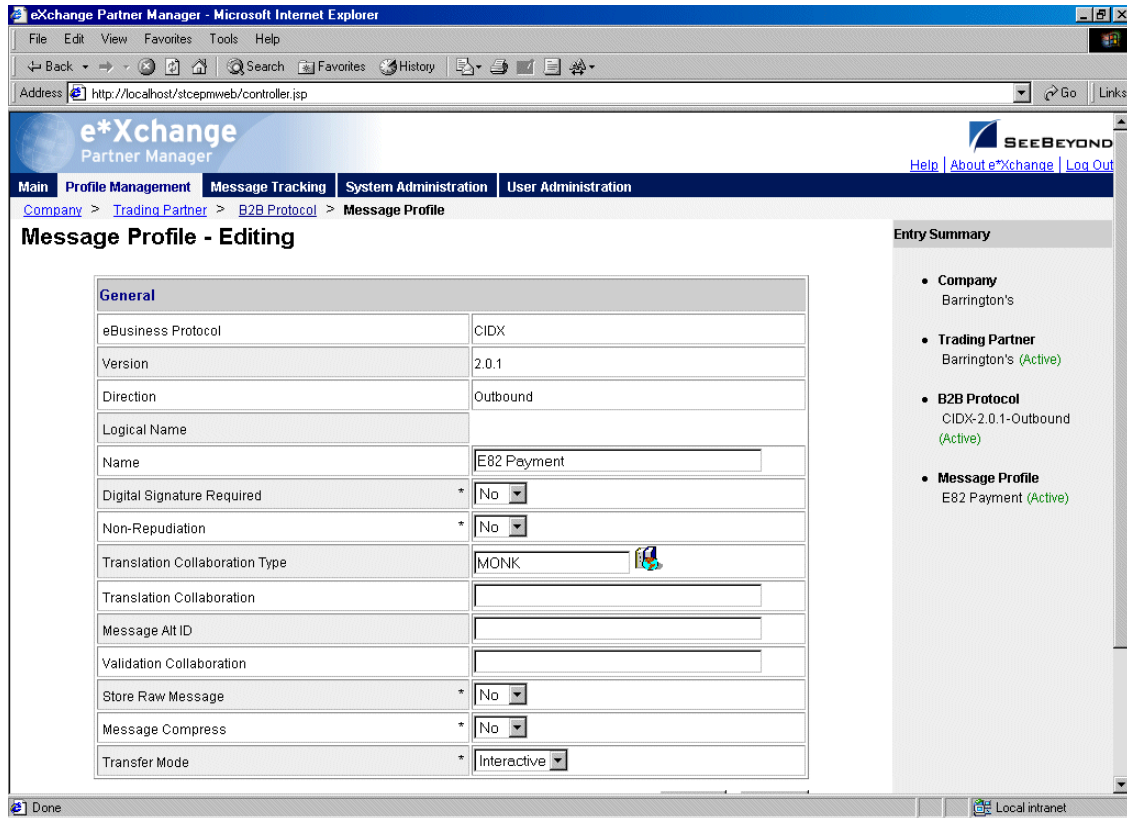 eXchange Partner Manager - Microsoft Internet Explorer
File Edit View Favorites Tools Help
Back Search Favorites History
Address http://localhost/stcepmweb/controller.jsp Go Links
e*Xchange
Partner Manager
SEEBEYOND
Help | About e*Xchange | Log Out
Main Profile Management Message Tracking System Administration User Administration
Company > Trading Partner > B2B Protocol > Message Profile
Message Profile - Editing
General
eBusiness Protocol CIDX
Version 2.0.1
Direction Outbound
Logical Name
Name E82 Payment
Digital Signature Required * No
Non-Repudiation * No
Translation Collaboration Type MONK
Translation Collaboration
Message Alt ID
Validation Collaboration
Store Raw Message * No
Message Compress * No
Transfer Mode * Interactive
Entry Summary
• Company
Barrington's
• Trading Partner
Barrington's (Active)
• B2B Protocol
CIDX-2.0.1-Outbound
(Active)
• Message Profile
E82 Payment (Active)
Done Local intranet